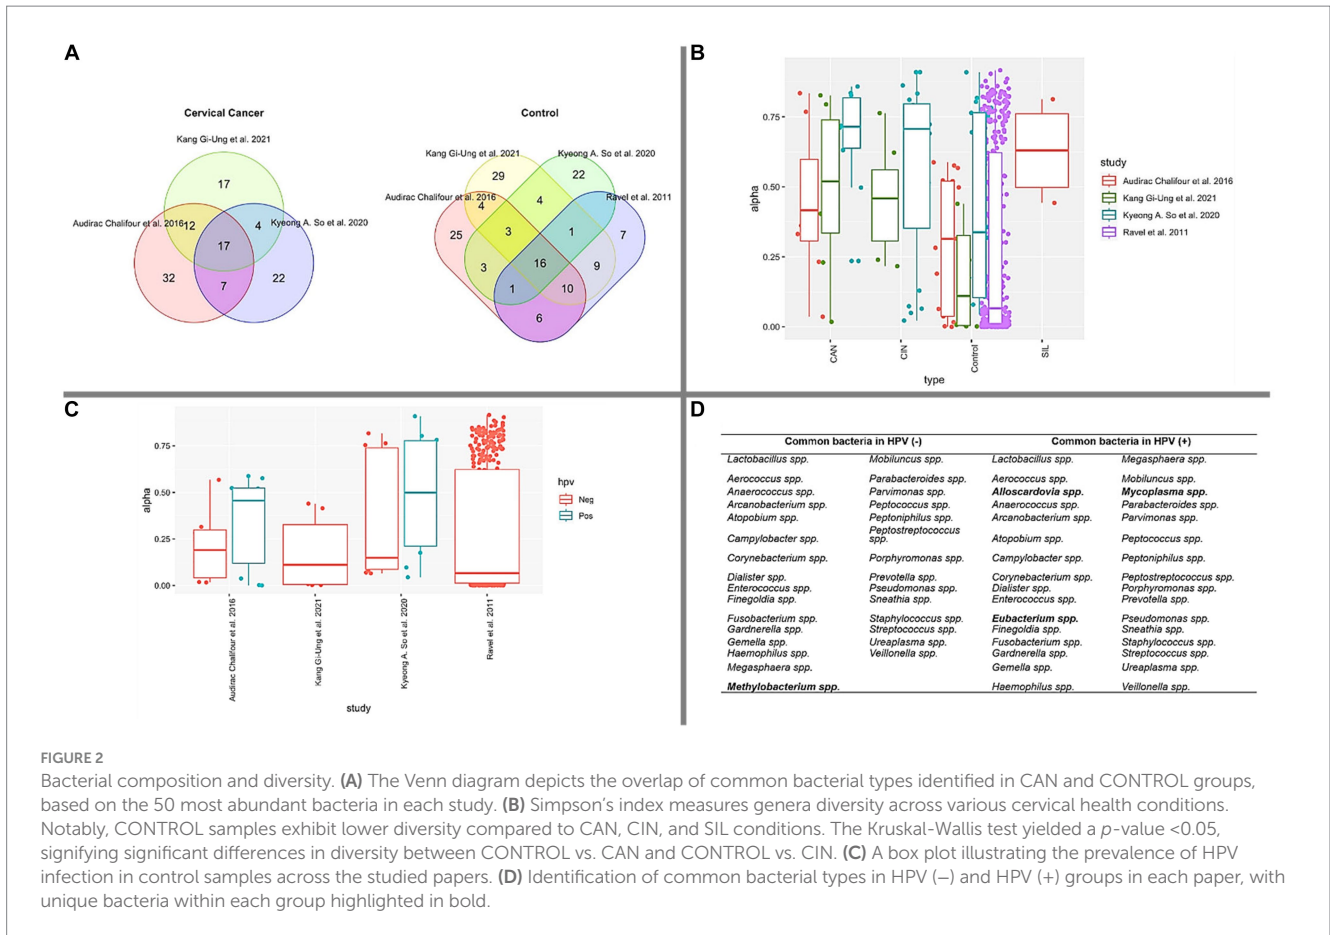 A
Cervical Cancer
Kang Gi-Ung et al. 2021
17
Audirac Chalifour et al. 2016
12
4
Kyeong A. So et al. 2020
17
32
7
22
Control
Kang Gi-Ung et al. 2021
Kyeong A. So et al. 2020
29
22
Audirac Chalifour et al. 2016
Ravel et al. 2011
4
4
25
3
1
7
3
16
9
1
10
6
B
alpha
0.75
0.50
0.25
0.00
CAN
CIN
Control
SIL
type
study
Audirac Chalifour et al. 2016
Kang Gi-Ung et al. 2021
Kyeong A. So et al. 2020
Ravel et al. 2011
C
alpha
0.75
0.50
0.25
0.00
Audirac Chalifour et al. 2016
Kang Gi-Ung et al. 2021
Kyeong A. So et al. 2020
Ravel et al. 2011
study
hpv
Neg
Pos
D
Common bacteria in HPV (-) Common bacteria in HPV (+)
Lactobacillus spp. Mobiluncus spp. Lactobacillus spp. Megasphaera spp.
Aerococcus spp. Parabacteroides spp. Aerococcus spp. Mobiluncus spp.
Anaerococcus spp. Parvimonas spp. Alloscardovia spp. Mycoplasma spp.
Arcanobacterium spp. Peptococcus spp. Anaerococcus spp. Parabacteroides spp.
Atopobium spp. Peptoniphilus spp. Arcanobacterium spp. Parvimonas spp.
Campylobacter spp. Peptostreptococcus spp. Atopobium spp. Peptococcus spp.
Corynebacterium spp. Porphyromonas spp. Campylobacter spp. Peptoniphilus spp.
Dialister spp. Prevotella spp. Corynebacterium spp. Peptostreptococcus spp.
Enterococcus spp. Pseudomonas spp. Dialister spp. Porphyromonas spp.
Finegoldia spp. Sneathia spp. Enterococcus spp. Prevotella spp.
Fusobacterium spp. Staphylococcus spp. Eubacterium spp. Pseudomonas spp.
Gardnerella spp. Streptococcus spp. Finegoldia spp. Sneathia spp.
Gemella spp. Ureaplasma spp. Fusobacterium spp. Staphylococcus spp.
Haemophilus spp. Veillonella spp. Gardnerella spp. Streptococcus spp.
Megasphaera spp. Gemella spp. Ureaplasma spp.
Methylobacterium spp. Haemophilus spp. Veillonella spp.
FIGURE 2
Bacterial composition and diversity. (A) The Venn diagram depicts the overlap of common bacterial types identified in CAN and CONTROL groups,
based on the 50 most abundant bacteria in each study. (B) Simpson's index measures genera diversity across various cervical health conditions.
Notably, CONTROL samples exhibit lower diversity compared to CAN, CIN, and SIL conditions. The Kruskal-Wallis test yielded a p-value <0.05,
signifying significant differences in diversity between CONTROL vs. CAN and CONTROL vs. CIN. (C) A box plot illustrating the prevalence of HPV
infection in control samples across the studied papers. (D) Identification of common bacterial types in HPV (−) and HPV (+) groups in each paper, with
unique bacteria within each group highlighted in bold.